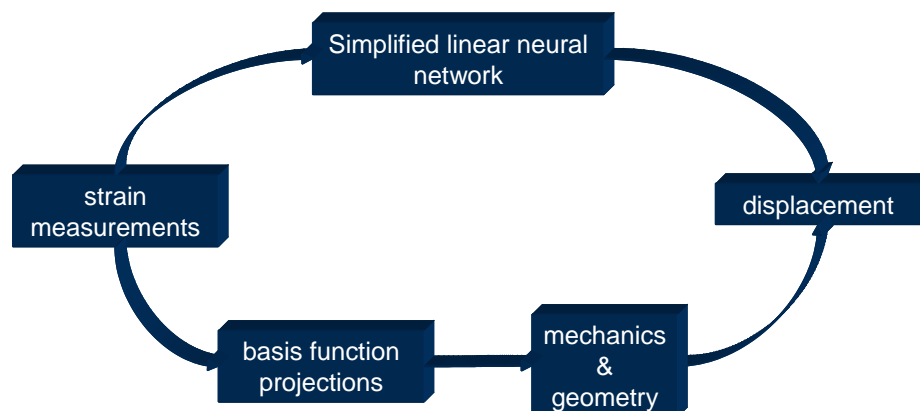 Simplified linear neural
network
strain
measurements
displacement
basis function
projections
mechanics
&
geometry